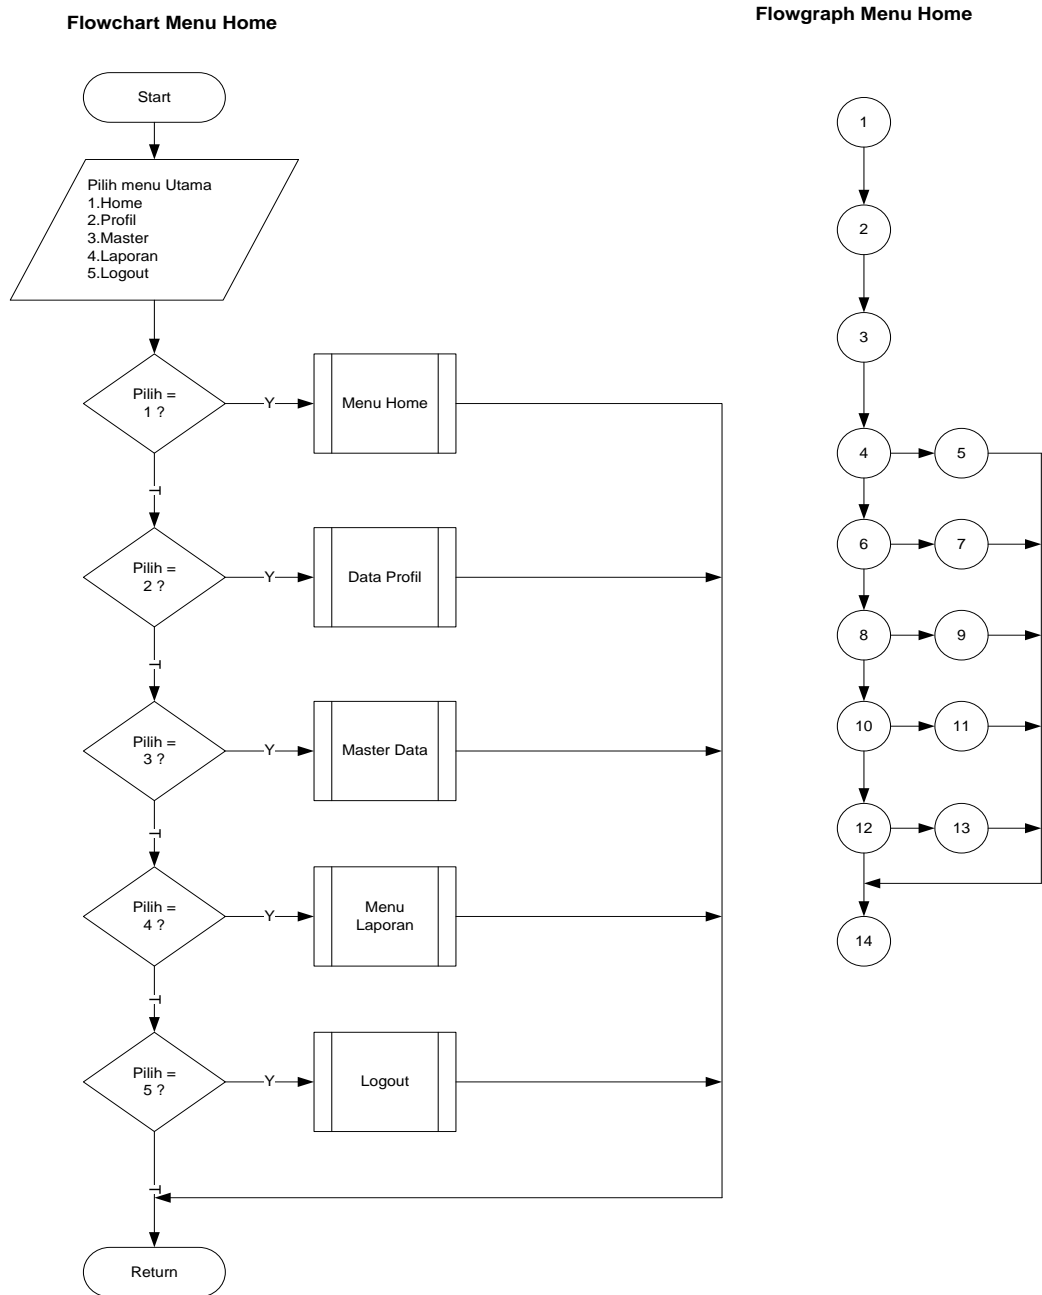 Flowchart Menu Home
Start
Pilih menu Utama
1.Home
2.Profil
3.Master
4.Laporan
5.Logout
Pilih =
1 ?
Y
Menu Home
T
Pilih =
2 ?
Y
Data Profil
T
Pilih =
3 ?
Y
Master Data
T
Pilih =
4 ?
Y
Menu
Laporan
T
Pilih =
5 ?
Y
Logout
T
Return
Flowgraph Menu Home
1
2
3
4
5
6
7
8
9
10
11
12
13
14